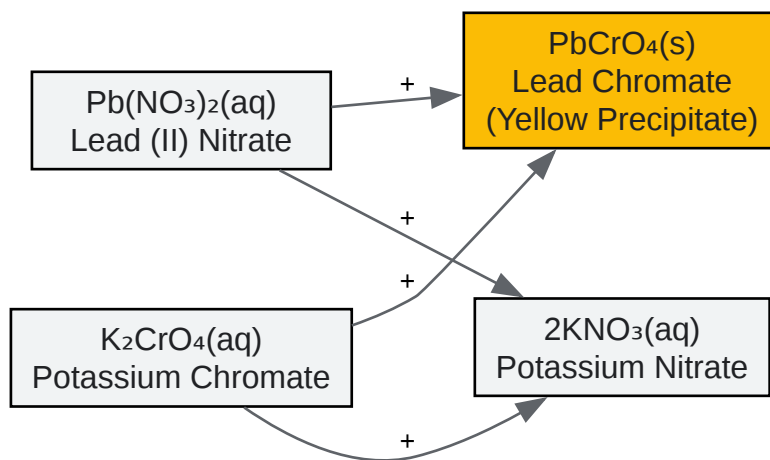 PbCrO₄(s)
Lead Chromate
(Yellow Precipitate)
+
Pb(NO₃)₂(aq)
Lead (II) Nitrate
+
+
K₂CrO₄(aq)
Potassium Chromate
2KNO₃(aq)
Potassium Nitrate
+